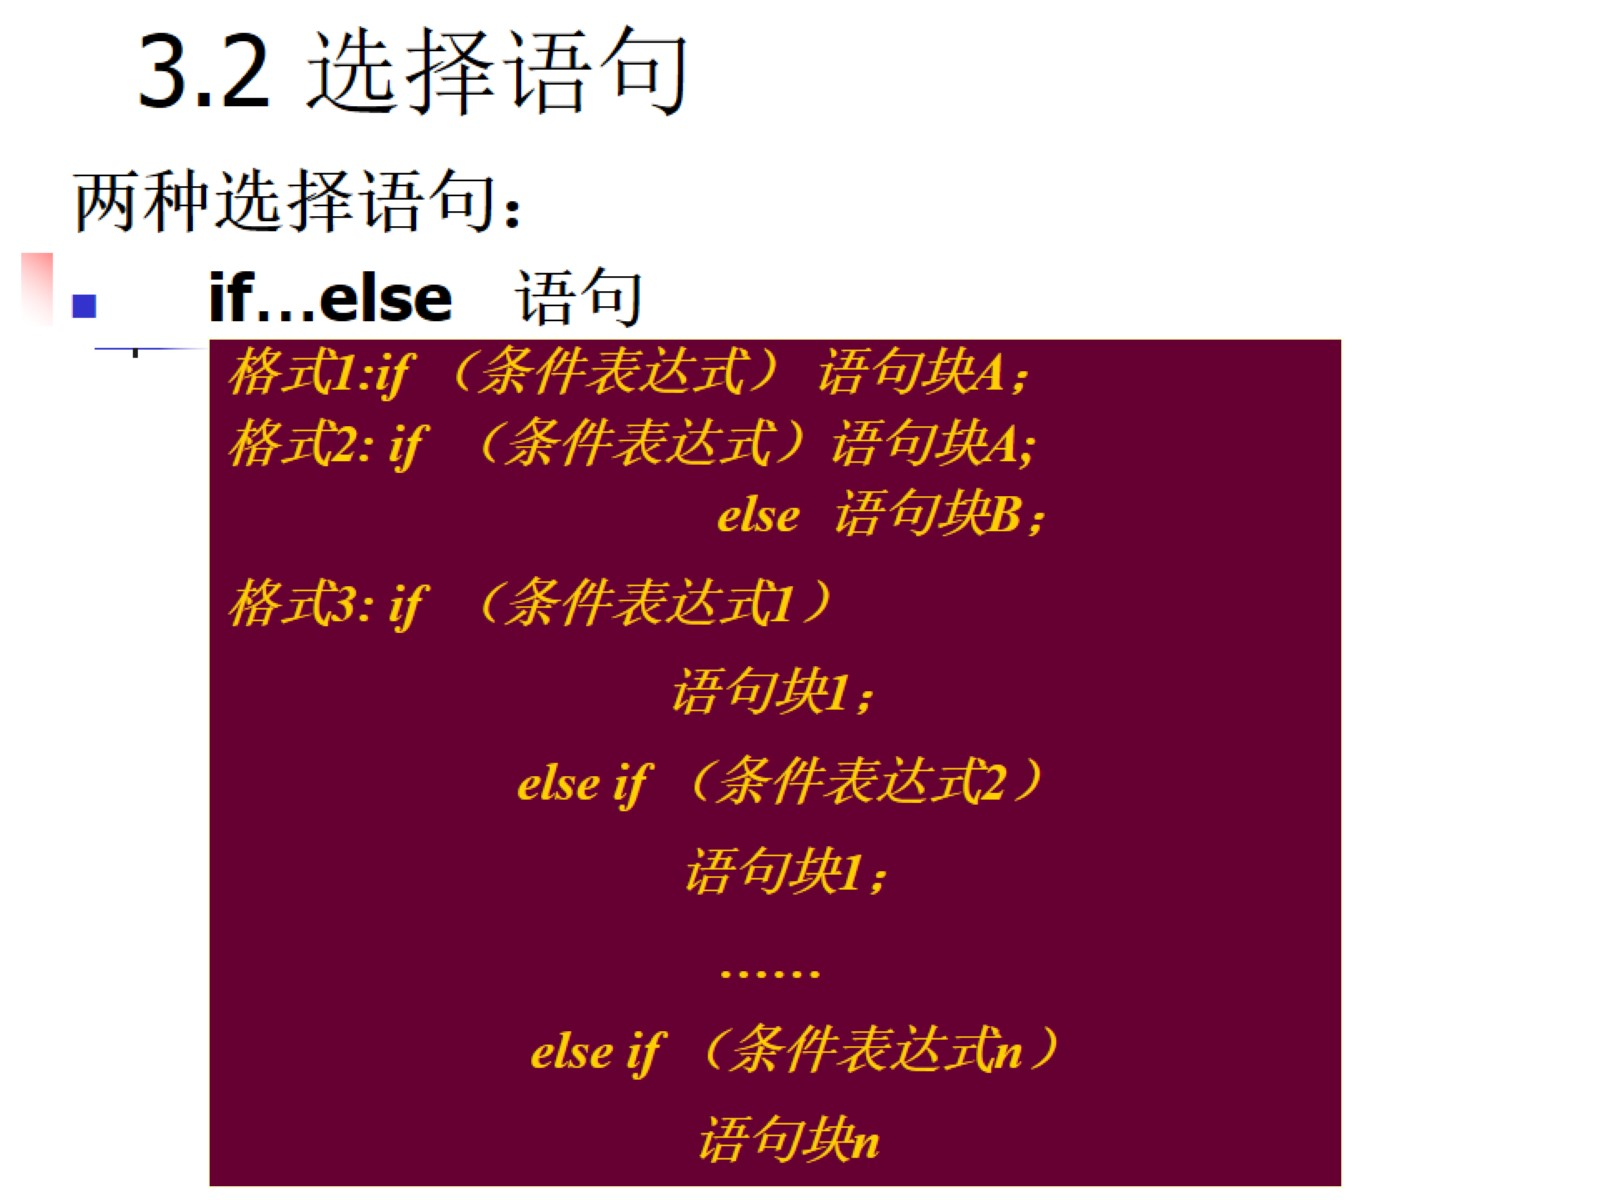 3.2 选择语句
两种选择语句：
if…else 语句
格式1:if （条件表达式） 语句块A；
格式2: if （条件表达式）语句块A;
else 语句块B；
格式3: if （条件表达式1）
语句块1；
else if （条件表达式2）
语句块1；
……
else if （条件表达式n）
语句块n